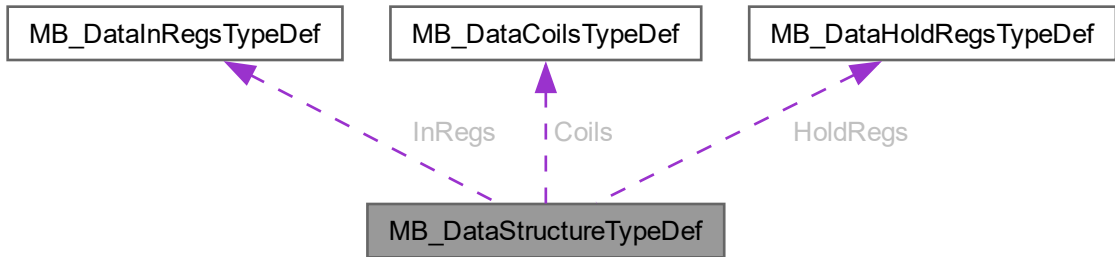 MB_DataInRegsTypeDef
MB_DataCoilsTypeDef
MB_DataHoldRegsTypeDef
InRegs
Coils
HoldRegs
MB_DataStructureTypeDef